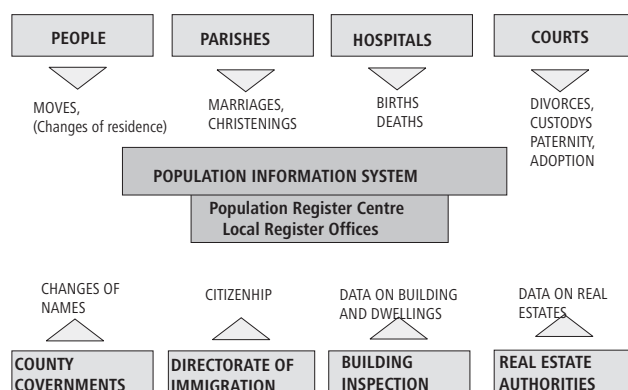 PEOPLE
PARISHES
HOSPITALS
COURTS
MOVES,
(Changes of residence)
MARRIAGES,
CHRISTENINGS
BIRTHS
DEATHS
DIVORCES,
CUSTODYS
PATERNITY,
ADOPTION
POPULATION INFORMATION SYSTEM
Population Register Centre
Local Register Offices
CHANGES OF
NAMES
CITIZENHIP
DATA ON BUILDING
AND DWELLINGS
DATA ON REAL
ESTATES
COUNTY
GOVERNMENTS
DIRECTORATE OF
IMMIGRATION
BUILDING
INSPECTION
REAL ESTATE
AUTHORITIES